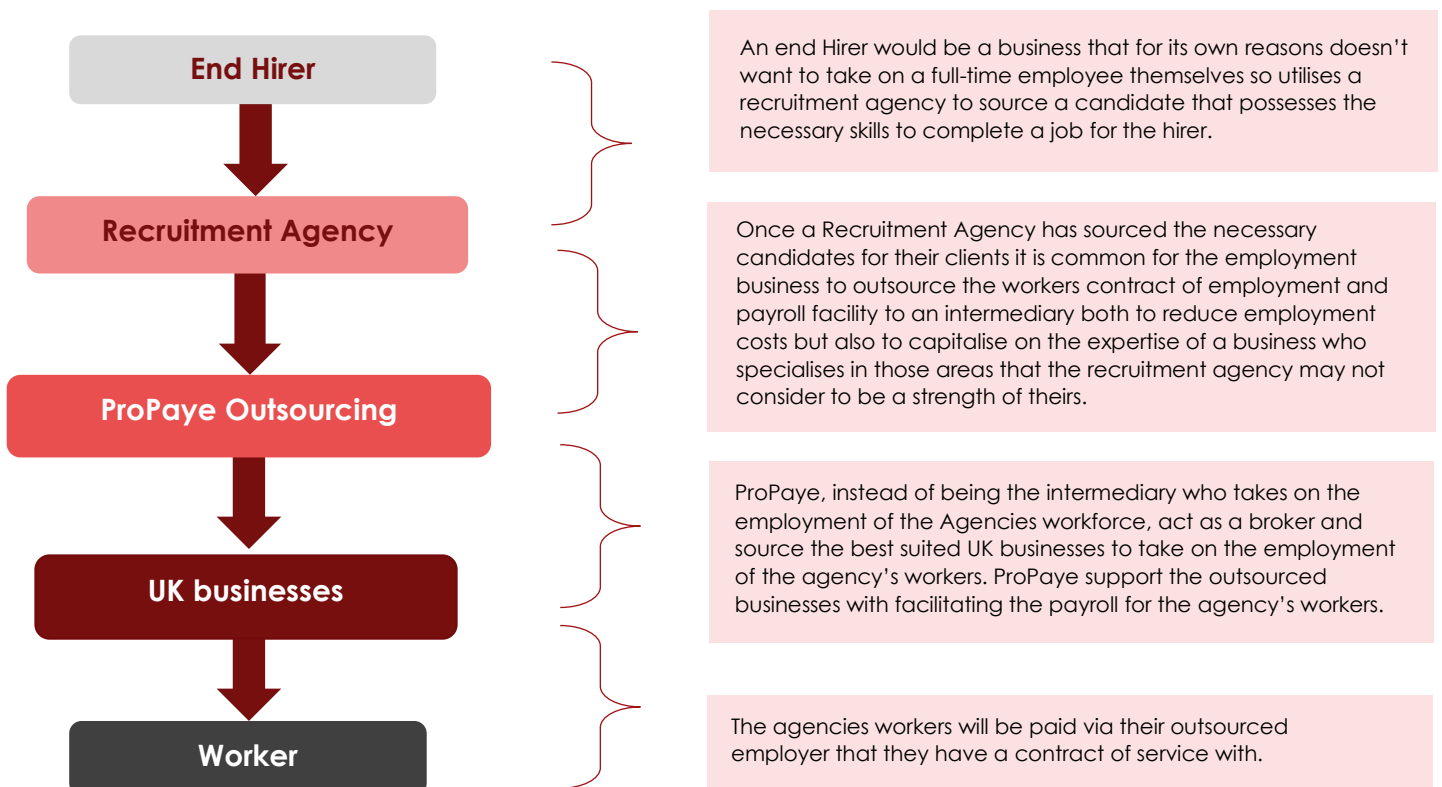 End Hirer
An end Hirer would be a business that for its own reasons doesn’t
want to take on a full-time employee themselves so utilises a
recruitment agency to source a candidate that possesses the
necessary skills to complete a job for the hirer.
Recruitment Agency
Once a Recruitment Agency has sourced the necessary
candidates for their clients it is common for the employment
business to outsource the workers contract of employment and
payroll facility to an intermediary both to reduce employment
costs but also to capitalise on the expertise of a business who
specialises in those areas that the recruitment agency may not
consider to be a strength of theirs.
ProPaye Outsourcing
ProPaye, instead of being the intermediary who takes on the
employment of the Agencies workforce, act as a broker and
source the best suited UK businesses to take on the employment
of the agency’s workers. ProPaye support the outsourced
businesses with facilitating the payroll for the agency’s workers.
UK businesses
The agencies workers will be paid via their outsourced
employer that they have a contract of service with.
Worker